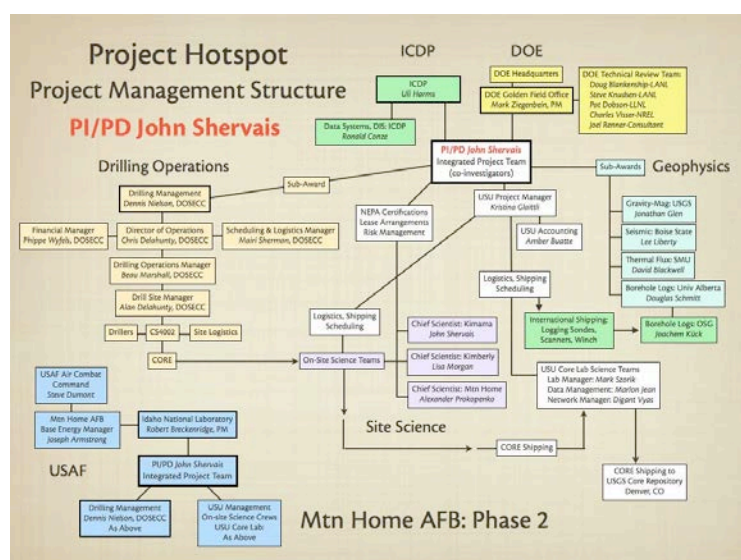 Project Hotspot
Project Management Structure
PI/PD John Shervais
ICDP
DOE
ICDP
Uli Harms
Data Systems, DIS: ICDP
Ronald Conze
DOE Headquarters
DOE Golden Field Office
Mark Ziegenbein, PM
DOE Technical Review Team:
Doug Blankenship-LANL
Steve Knudsen-LANL
Pat Dobson-LLNL
Charles Visser-NREL
Joel Renner-Consultant
PI/PD John Shervais
Integrated Project Team
(co-investigators)
Drilling Operations
Sub-Award
Drilling Management
Dennis Nielson, DOSECC
Financial Manager
Phippe Wyfels, DOSECC
Director of Operations
Chris Delahunty, DOSECC
Scheduling & Logistics Manager
Mairi Sherman, DOSECC
Drilling Operations Manager
Beau Marshall, DOSECC
Drill Site Manager
Alan Delahunty, DOSECC
Drillers
CS4002
Site Logistics
CORE
NEPA Certifications
Lease Arrangements
Risk Management
USU Project Manager
Kristina Glaittli
USU Accounting
Amber Buatte
Logistics, Shipping
Scheduling
Logistics, Shipping
Scheduling
Sub-Awards
Geophysics
Gravity-Mag: USGS
Jonathan Glen
Seismic: Boise State
Lee Liberty
Thermal Flux: SMU
David Blackwell
Borehole Logs: Univ Alberta
Douglas Schmitt
International Shipping:
Logging Sondes,
Scanners, Winch
Borehole Logs: OSG
Joachem Kück
On-Site Science Teams
Chief Scientist: Kimama
John Shervais
Chief Scientist: Kimberly
Lisa Morgan
Chief Scientist: Mtn Home
Alexander Prokopenko
USU Core Lab Science Teams
Lab Manager: Mark Szorik
Data Management: Marlon Jean
Network Manager: Digant Vyas
Site Science
CORE Shipping
CORE Shipping to
USGS Core Repository
Denver, CO
USAF Air Combat
Command
Steve Dumont
Mtn Home AFB
Base Energy Manager
Joseph Armstrong
Idaho National Laboratory
Robert Breckenridge, PM
USAF
PI/PD John Shervais
Integrated Project Team
Drilling Management
Dennis Nielson, DOSECC
As Above
USU Management
On-site Science Crews
USU Core Lab:
As Above
Mtn Home AFB: Phase 2